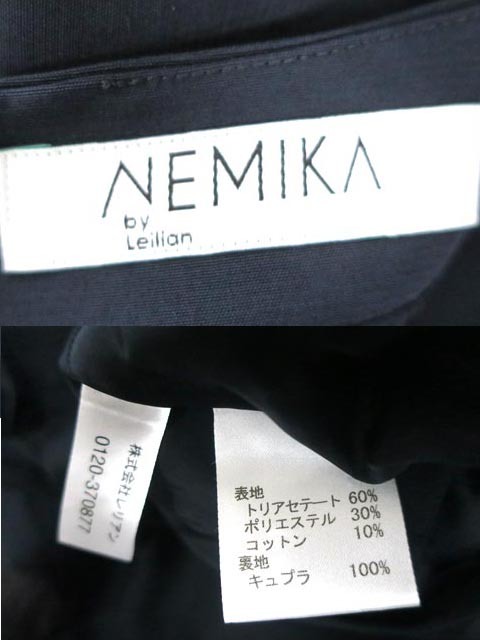 NEMIKA
by
Leilian
株式会社レリアン
0120-370877
表地
トリアセテート 60%
ポリエステル 30%
コットン 10%
裏地
キュプラ 100%